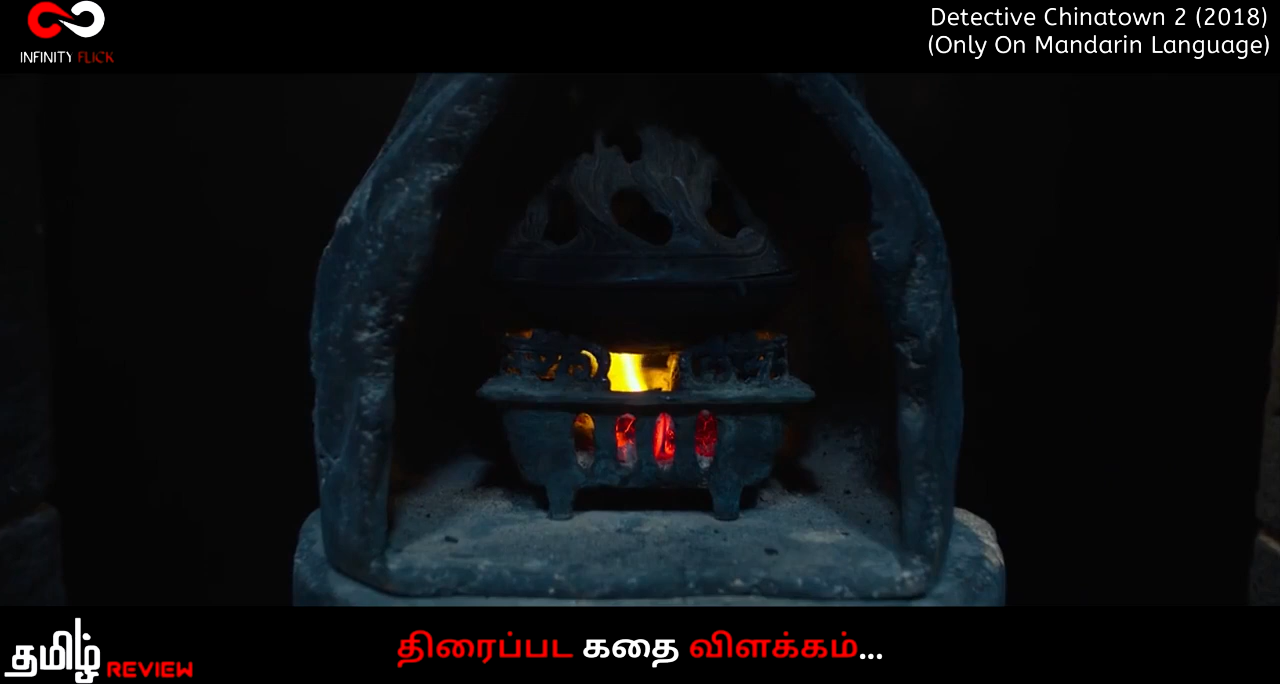 INFINITY FLICK
Detective Chinatown 2 (2018)
(Only On Mandarin Language)
தமிழ் REVIEW
திரைப்பட கதை விளக்கம்...